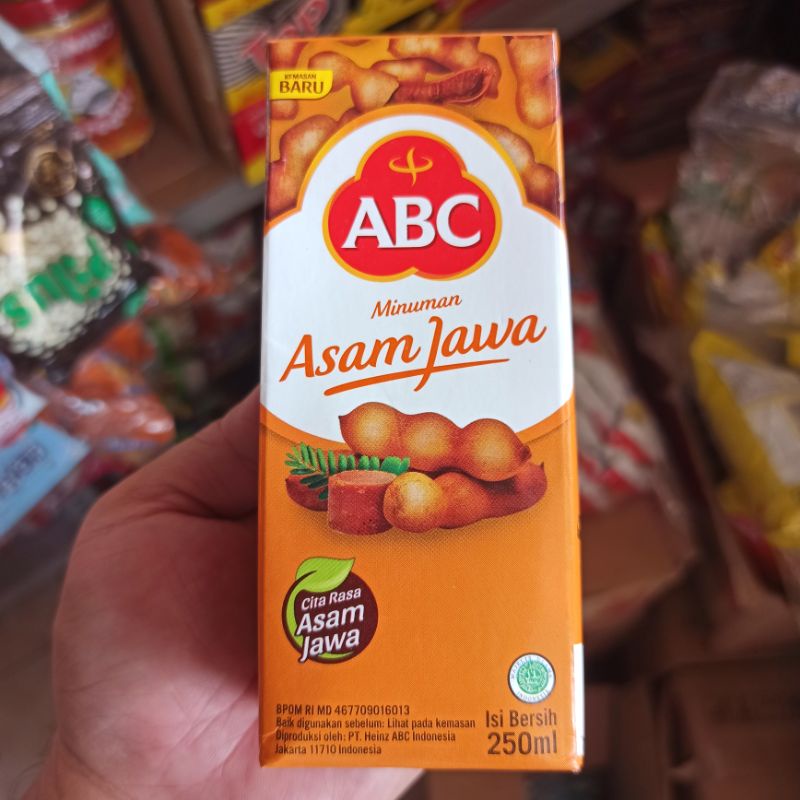 KEMASAN
BARU
ABC
Minuman
Asam Jawa
Cita Rasa
Asam
Jawa
BPOM RI MD 467709016013
Baik digunakan sebelum: Lihat pada kemasan
Diproduksi oleh: PT. Heinz ABC Indonesia
Jakarta 11710 Indonesia
Isi Bersih
250ml